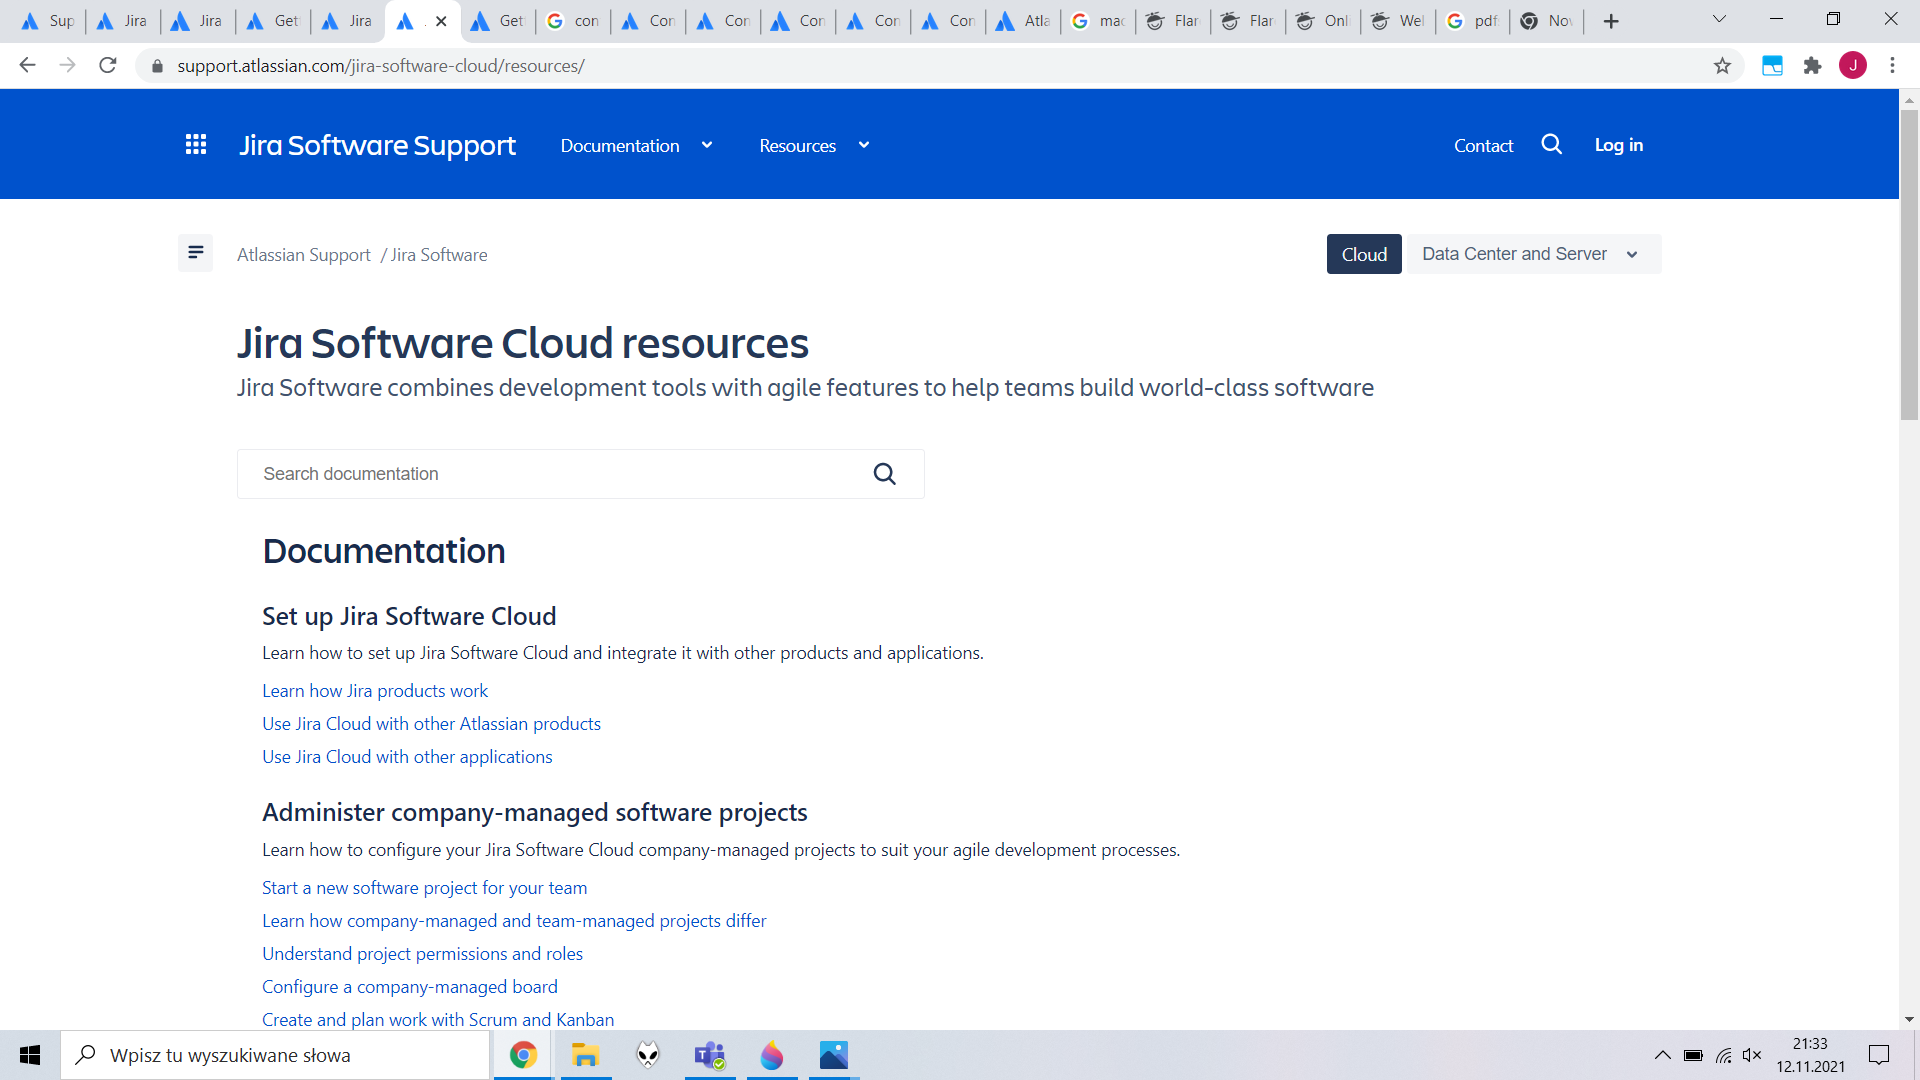 Sup Jira Jira Get Jira Get con Con Con Con Con Con Atla mac Flar Flar Onli Wel pdf Nov
support.atlassian.com/jira-software-cloud/resources/
J
Jira Software Support Documentation Resources Contact Log in
Atlassian Support / Jira Software Cloud Data Center and Server
Jira Software Cloud resources
Jira Software combines development tools with agile features to help teams build world-class software
Search documentation
Documentation
Set up Jira Software Cloud
Learn how to set up Jira Software Cloud and integrate it with other products and applications.
Learn how Jira products work
Use Jira Cloud with other Atlassian products
Use Jira Cloud with other applications
Administer company-managed software projects
Learn how to configure your Jira Software Cloud company-managed projects to suit your agile development processes.
Start a new software project for your team
Learn how company-managed and team-managed projects differ
Understand project permissions and roles
Configure a company-managed board
Create and plan work with Scrum and Kanban
Wpisz tu wyszukiwane słowa
21:33
12.11.2021